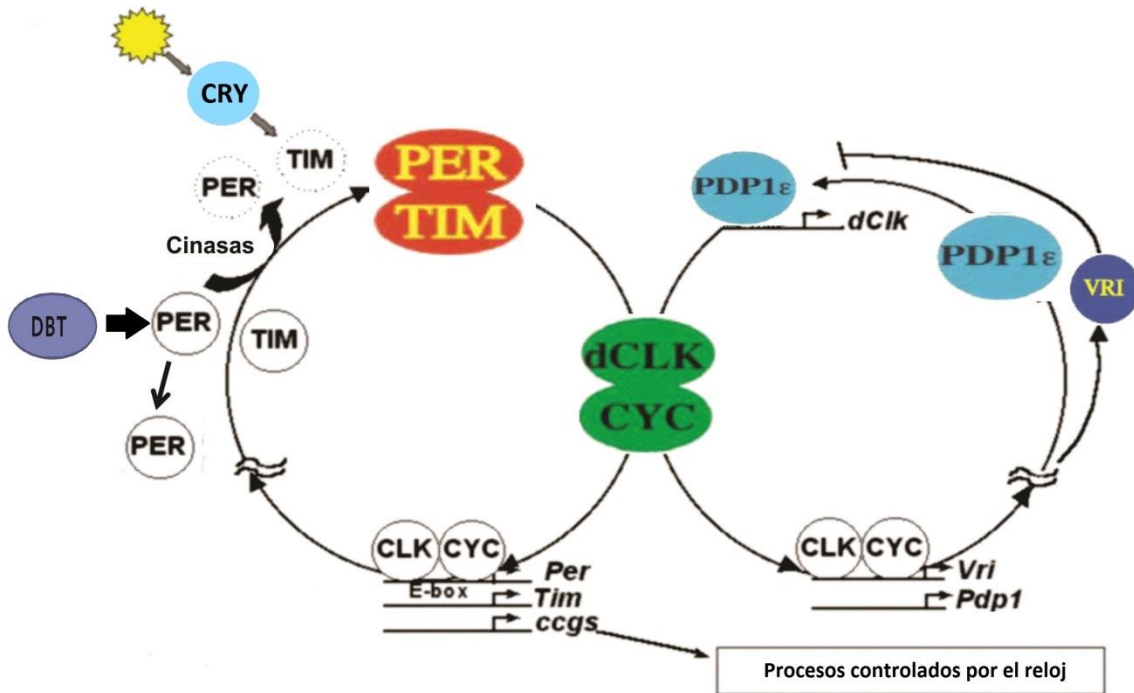 CRY
TIM
PER
Cinasas
DBT
PER
PER
TIM
PER
TIM
dCLK
CYC
CLK CYC
E-box
Per
Tim
ccgs
PDP1ε
dClk
PDP1ε
VRI
CLK CYC
Vri
Pdp1
Procesos controlados por el reloj